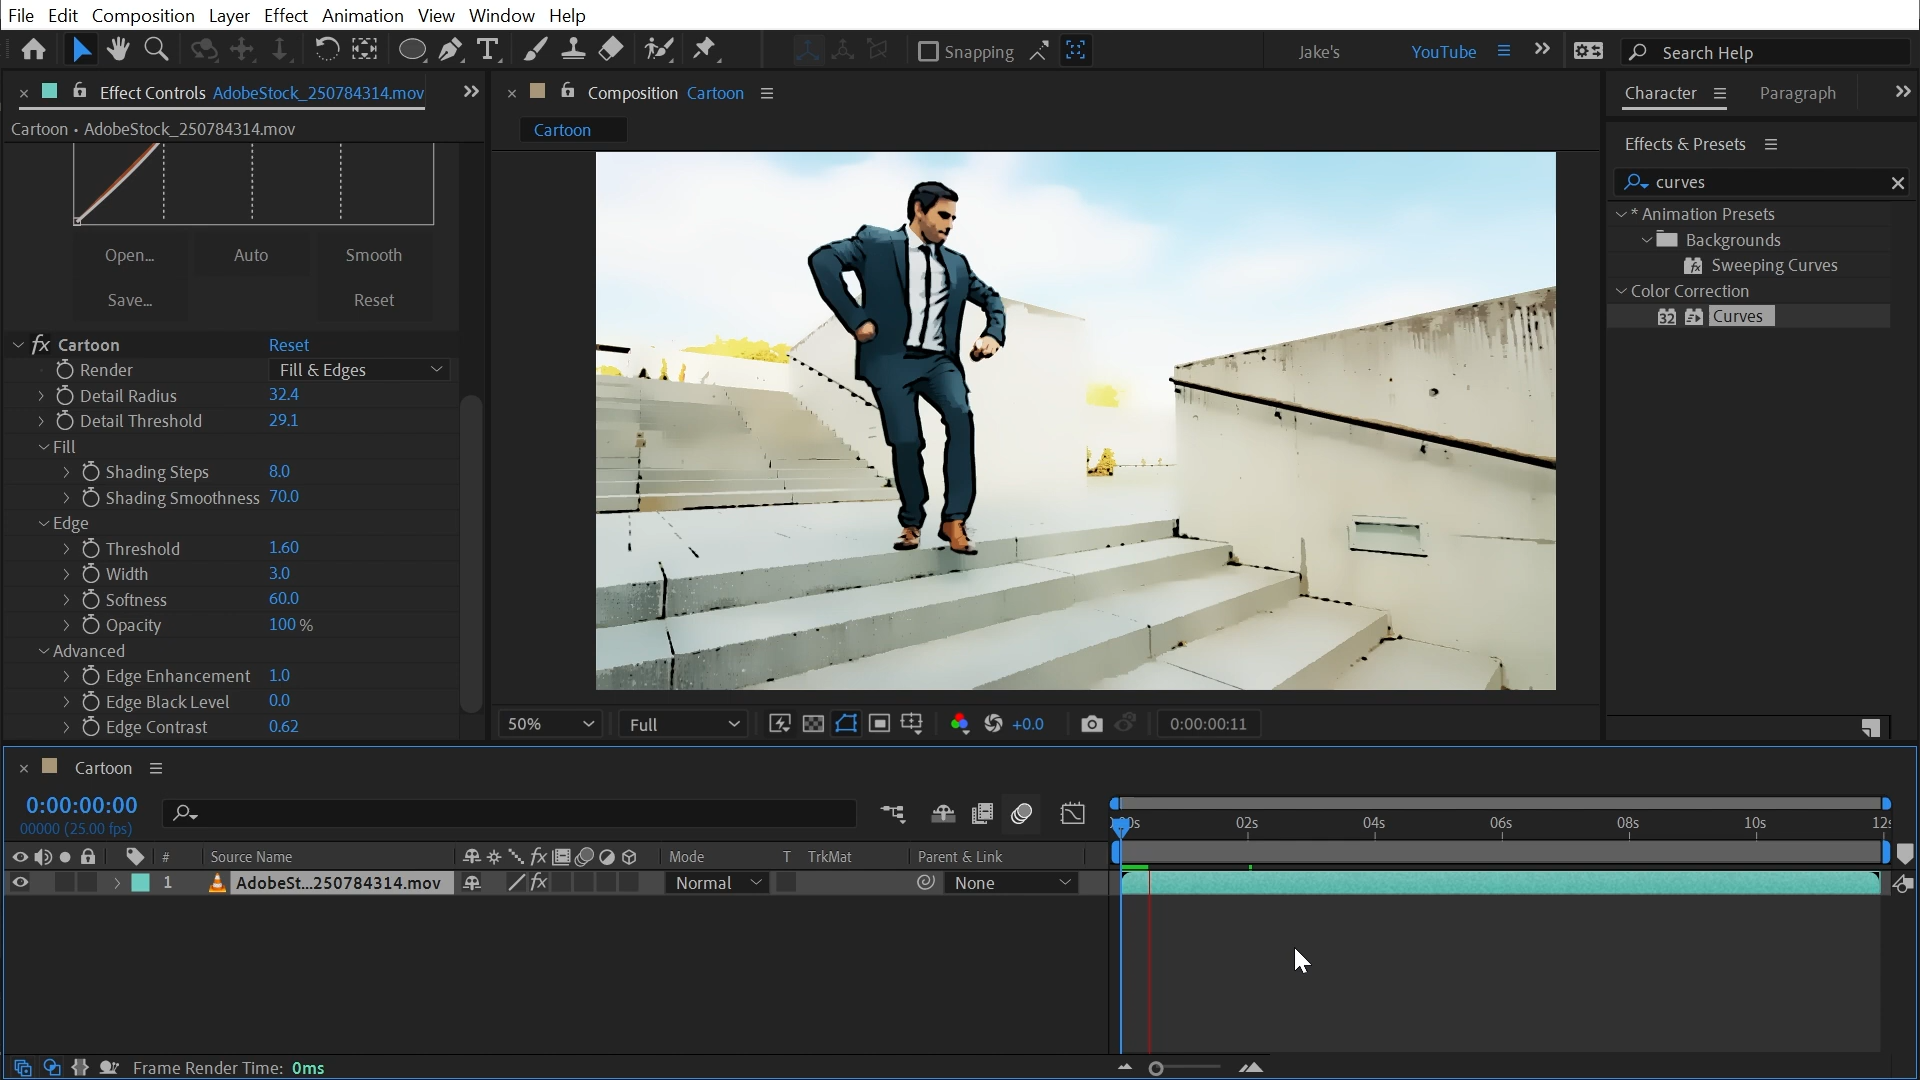 File Edit Composition Layer Effect Animation View Window Help
Snapping Jake's YouTube Search Help
Effect Controls AdobeStock_250784314.mov
Composition Cartoon
Character Paragraph
Cartoon • AdobeStock_250784314.mov
Cartoon
Effects & Presets
curves
* Animation Presets
Backgrounds
Sweeping Curves
Color Correction
32 Curves
Open... Auto Smooth
Save... Reset
fx Cartoon Reset
Render Fill & Edges
Detail Radius 32.4
Detail Threshold 29.1
Fill
Shading Steps 8.0
Shading Smoothness 70.0
Edge
Threshold 1.60
Width 3.0
Softness 60.0
Opacity 100 %
Advanced
Edge Enhancement 1.0
Edge Black Level 0.0
Edge Contrast 0.62
50% Full +0.0 0:00:00:11
Cartoon
0:00:00:00
00000 (25.00 fps)
02s 04s 06s 08s 10s
# Source Name fx Mode T TrkMat Parent & Link
1 AdobeSt...250784314.mov fx Normal None
Frame Render Time: 0ms